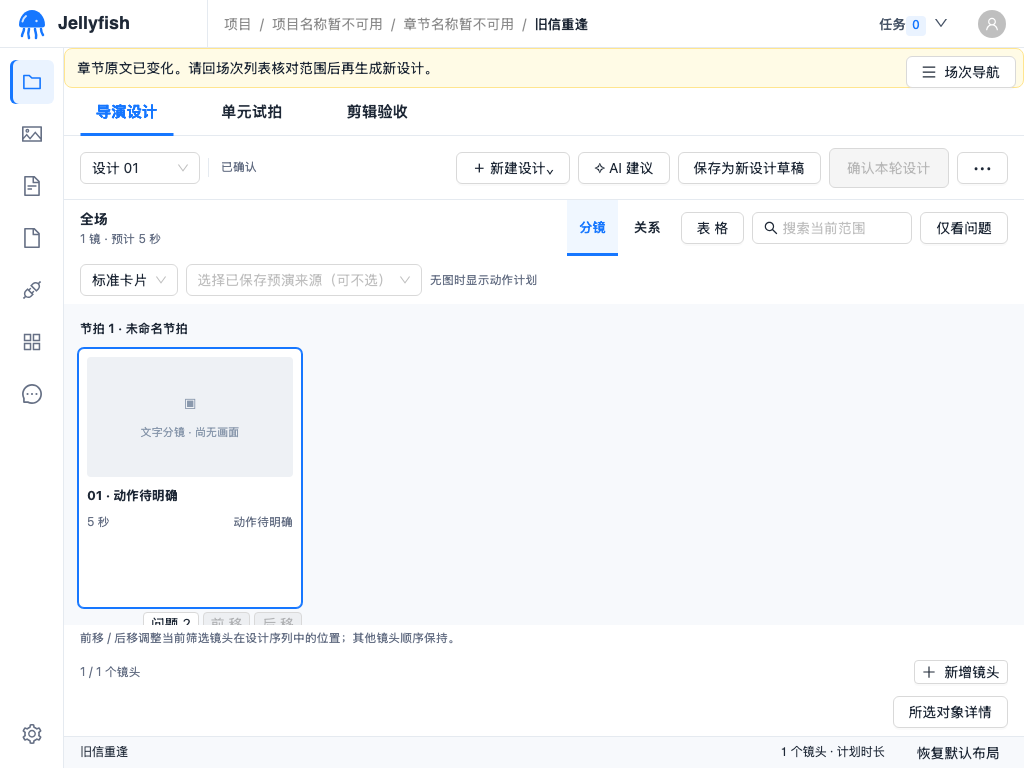 Jellyfish
项目 / 项目名称暂不可用 / 章节名称暂不可用 / 旧信重逢
任务 0
章节原文已变化。请回场次列表核对范围后再生成新设计。
场次导航
导演设计
单元试拍
剪辑验收
设计 01
已确认
新建设计
AI 建议
保存为新设计草稿
确认本轮设计
全场
1 镜 · 预计 5 秒
分镜
关系
表 格
搜索当前范围
仅看问题
标准卡片
选择已保存预演来源（可不选）
无图时显示动作计划
节拍 1 · 未命名节拍
文字分镜 · 尚无画面
01 · 动作待明确
5 秒
动作待明确
问题 2
前 移
后 移
前移 / 后移调整当前筛选镜头在设计序列中的位置；其他镜头顺序保持。
1 / 1 个镜头
新增镜头
所选对象详情
旧信重逢
1 个镜头 · 计划时长
恢复默认布局